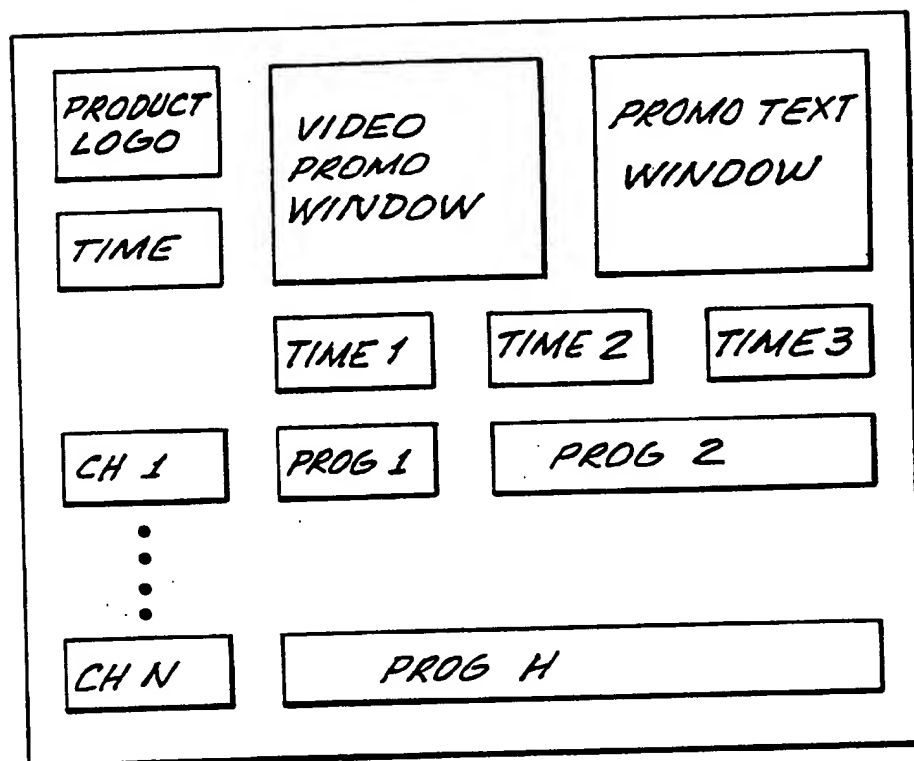 PRODUCT
LOGO
VIDEO
PROMO
WINDOW
PROMO TEXT
WINDOW
TIME
TIME 1
TIME 2
TIME 3
CH 1
PROG 1
PROG 2
CH N
PROG H